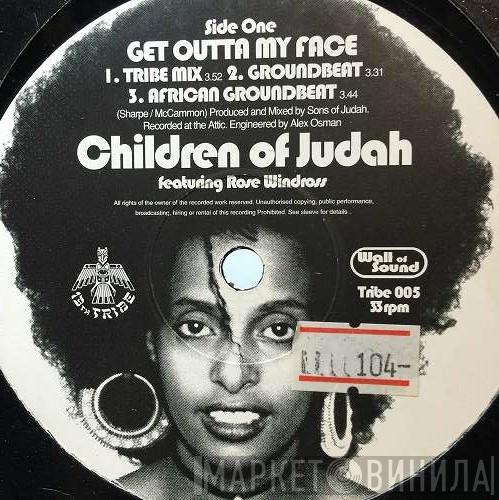 Side One
GET OUTTA MY FACE
1. TRIBE MIX 3.52 2. GROUNDBEAT 3.31
3. AFRICAN GROUNDBEAT 3.44
(Sharpe / McCammon) Produced and Mixed by Sons of Judah.
Recorded at the Attic. Engineered by Alex Osman
Children of Judah
featuring Rose Windross
All rights of the owner of the recorded work reserved. Unauthorised copying, public performance,
broadcasting, hiring or rental of this recording Prohibited. See sleeve for details .
13TH TRIBE
Wall of
Sound
Tribe 005
33 rpm
104-
МАРКЕТ ВИНИЛА